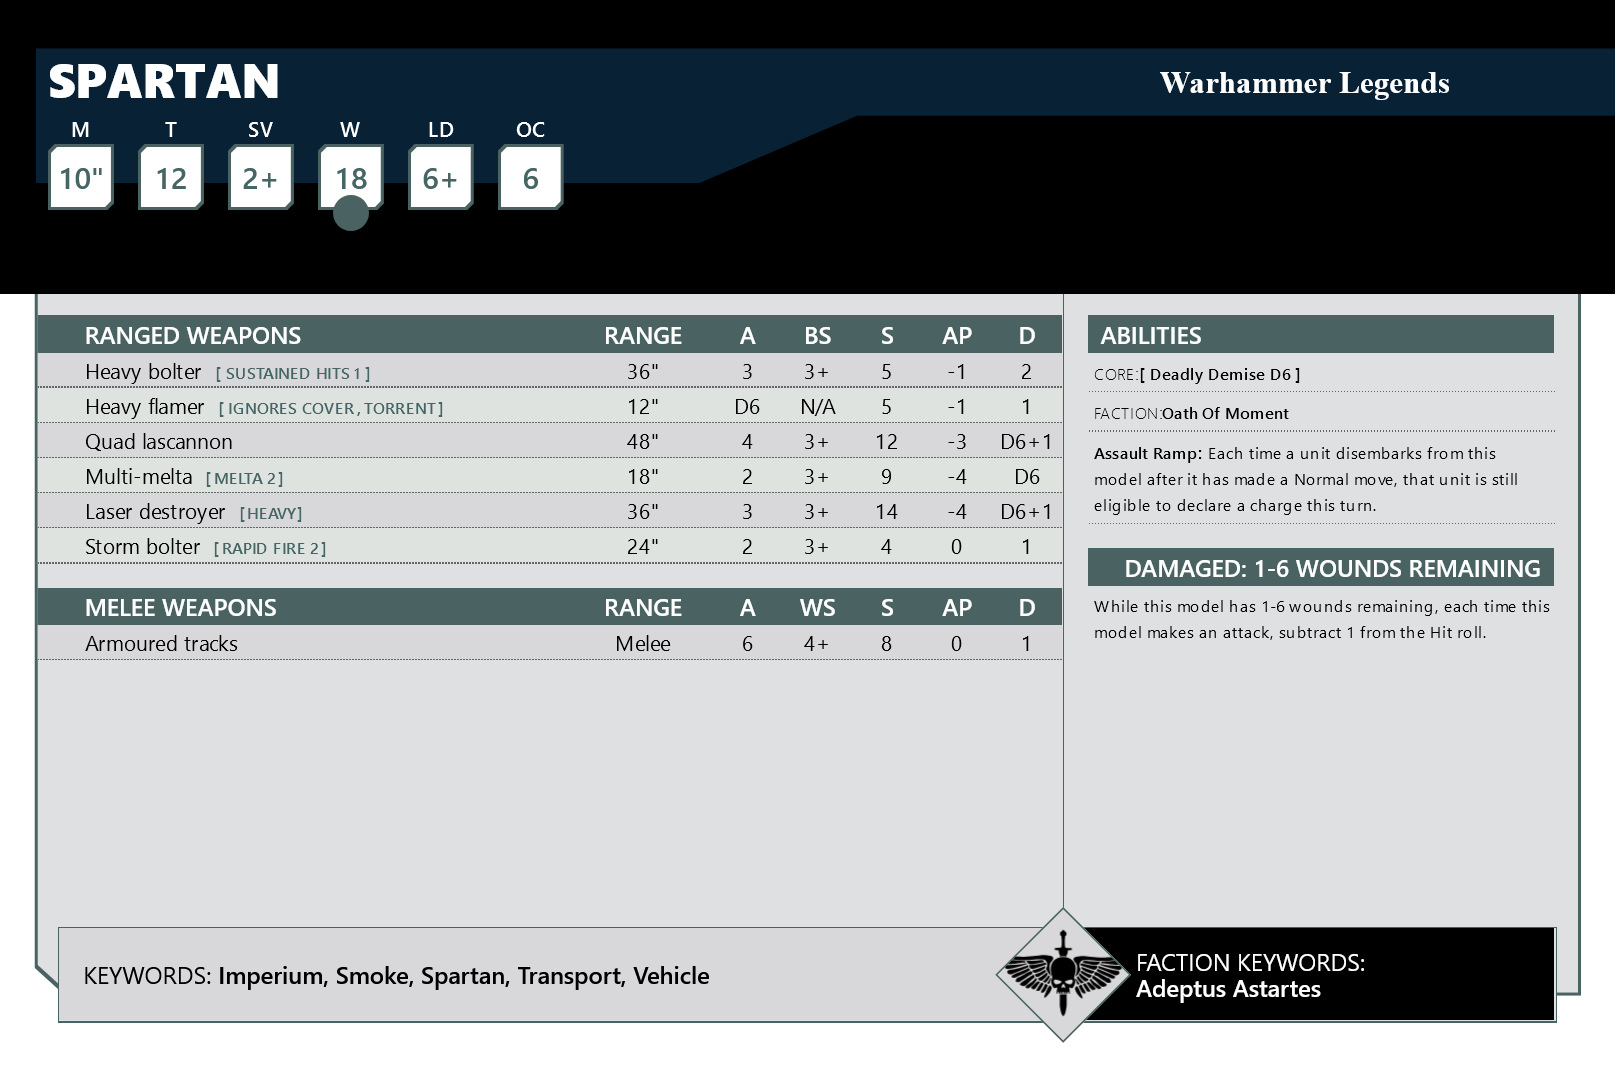 SPARTAN
Warhammer Legends
M T SV W LD OC
10" 12 2+ 18 6+ 6
RANGED WEAPONS RANGE A BS S AP D
Heavy bolter [ SUSTAINED HITS 1 ] 36" 3 3+ 5 -1 2
Heavy flamer [ IGNORES COVER , TORRENT ] 12" D6 N/A 5 -1 1
Quad lascannon 48" 4 3+ 12 -3 D6+1
Multi-melta [ MELTA 2 ] 18" 2 3+ 9 -4 D6
Laser destroyer [ HEAVY ] 36" 3 3+ 14 -4 D6+1
Storm bolter [ RAPID FIRE 2 ] 24" 2 3+ 4 0 1
MELEE WEAPONS RANGE A WS S AP D
Armoured tracks Melee 6 4+ 8 0 1
ABILITIES
CORE:[ Deadly Demise D6 ]
FACTION:Oath Of Moment
Assault Ramp: Each time a unit disembarks from this
model after it has made a Normal move, that unit is still
eligible to declare a charge this turn.
DAMAGED: 1-6 WOUNDS REMAINING
While this model has 1-6 wounds remaining, each time this
model makes an attack, subtract 1 from the Hit roll.
KEYWORDS: Imperium, Smoke, Spartan, Transport, Vehicle
FACTION KEYWORDS:
Adeptus Astartes